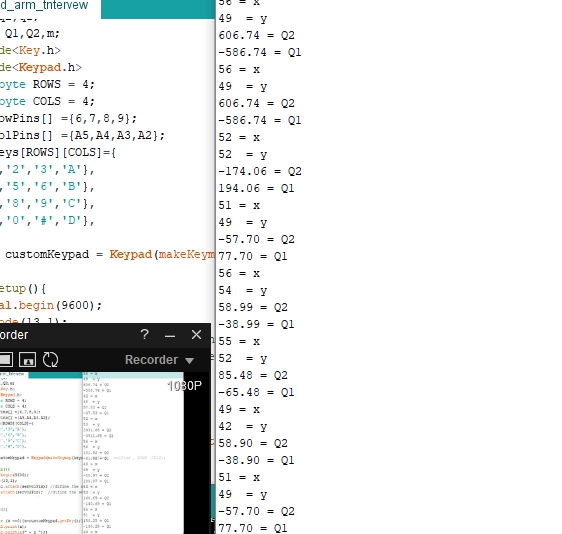 d_arm_tntervew
Q1,Q2,m;
de<Key.h>
de<Keypad.h>
byte ROWS = 4;
byte COLS = 4;
owPins[] ={6,7,8,9};
olPins[] ={A5,A4,A3,A2};
eys[ROWS][COLS]={
,'2','3','A'},
,'5','6','B'},
,'8','9','C'},
,'0','#','D'},
customKeypad = Keypad(makeKeym
etup(){
al.begin(9600);
ode(13,1);
order ? – ×
Recorder
1080P
56 = x
49 = y
606.74 = Q2
-586.74 = Q1
56 = x
49 = y
606.74 = Q2
-586.74 = Q1
52 = x
52 = y
-174.06 = Q2
194.06 = Q1
51 = x
49 = y
-57.70 = Q2
77.70 = Q1
56 = x
54 = y
58.99 = Q2
-38.99 = Q1
55 = x
52 = y
85.48 = Q2
-65.48 = Q1
49 = x
42 = y
58.90 = Q2
-38.90 = Q1
51 = x
49 = y
-57.70 = Q2
77.70 = Q1